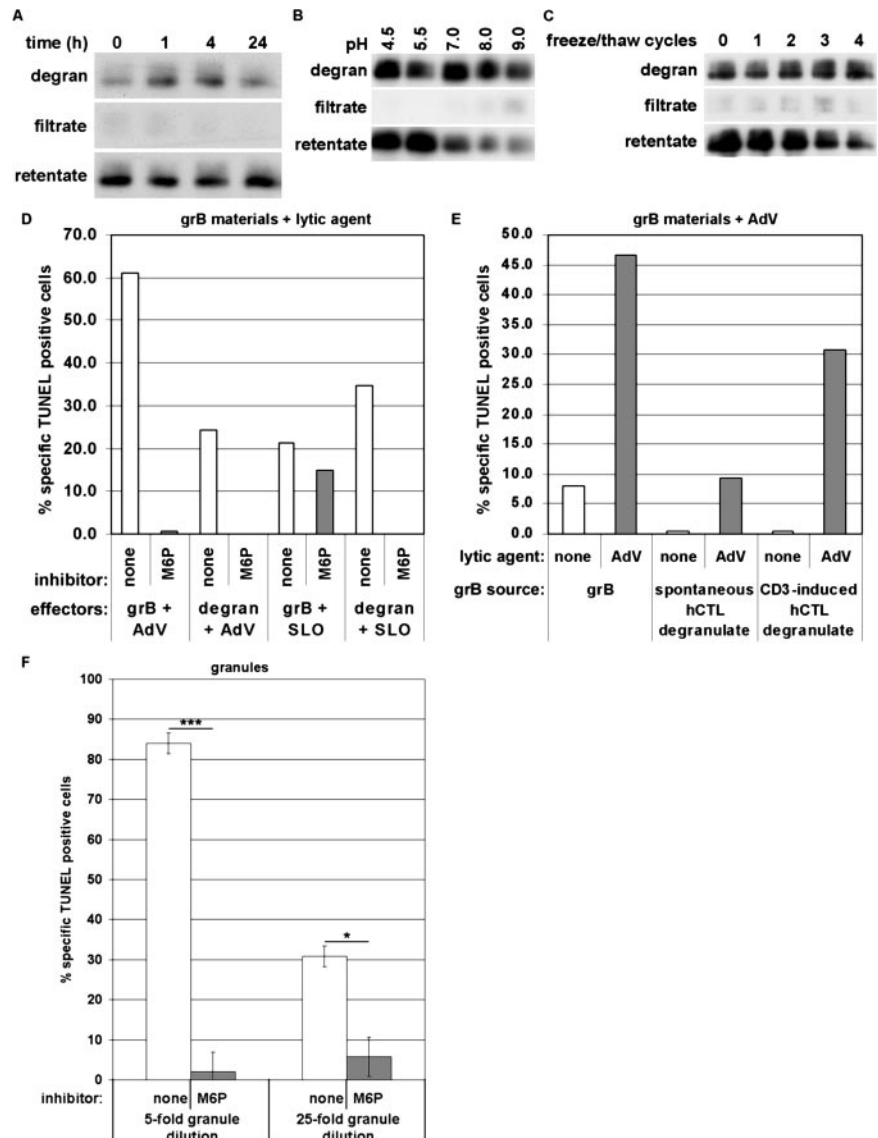 A
time (h) 0 1 4 24
degran
filtrate
retentate
B
pH 4.5 5.5 7.0 8.0 9.0
degran
filtrate
retentate
C
freeze/thaw cycles 0 1 2 3 4
degran
filtrate
retentate
D
grB materials + lytic agent
% specific TUNEL positive cells
70.0
60.0
50.0
40.0
30.0
20.0
10.0
0.0
inhibitor: none M6P none M6P none M6P none M6P
effectors: grB + AdV degran + AdV grB + SLO degran + SLO
E
grB materials + AdV
% specific TUNEL positive cells
50.0
45.0
40.0
35.0
30.0
25.0
20.0
15.0
10.0
5.0
0.0
lytic agent: none AdV none AdV none AdV
grB source: grB spontaneous hCTL degranulate CD3-induced hCTL degranulate
F
granules
% specific TUNEL positive cells
100
90
80
70
60
50
40
30
20
10
0
***
*
inhibitor: none M6P none M6P
5-fold granule 25-fold granule
dilution dilution